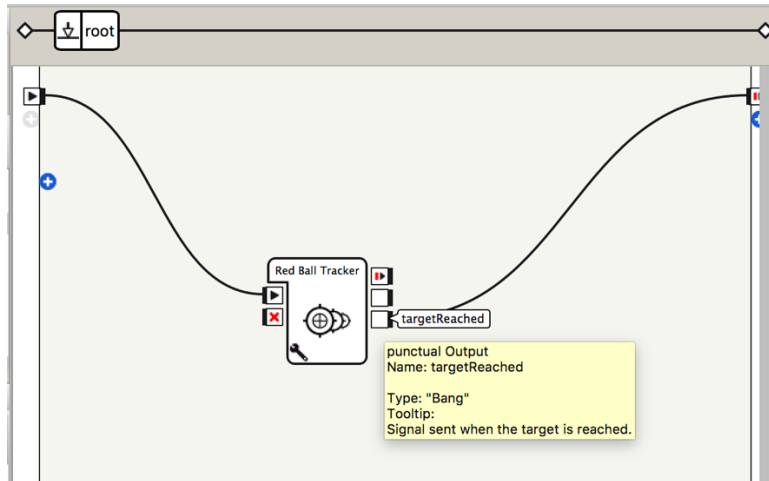 root
Red Ball Tracker
targetReached
punctual Output
Name: targetReached
Type: "Bang"
Tooltip:
Signal sent when the target is reached.